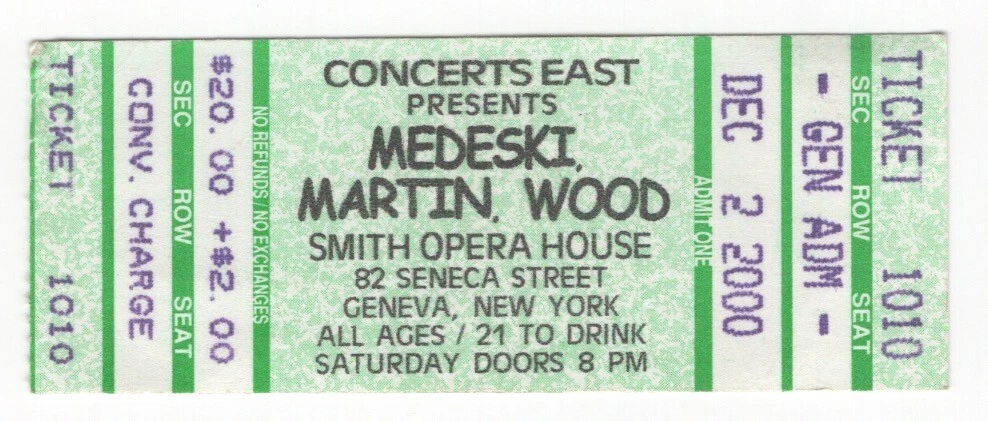 TICKET 1010
CONV. CHARGE
SEC ROW SEAT
$20.00 +$2.00
NO REFUNDS / NO EXCHANGES
CONCERTS EAST
PRESENTS
MEDESKI,
MARTIN, WOOD
SMITH OPERA HOUSE
82 SENECA STREET
GENEVA, NEW YORK
ALL AGES / 21 TO DRINK
SATURDAY DOORS 8 PM
ADMIT ONE
DEC 2 2000
- GEN ADM -
SEC ROW SEAT
TICKET 1010